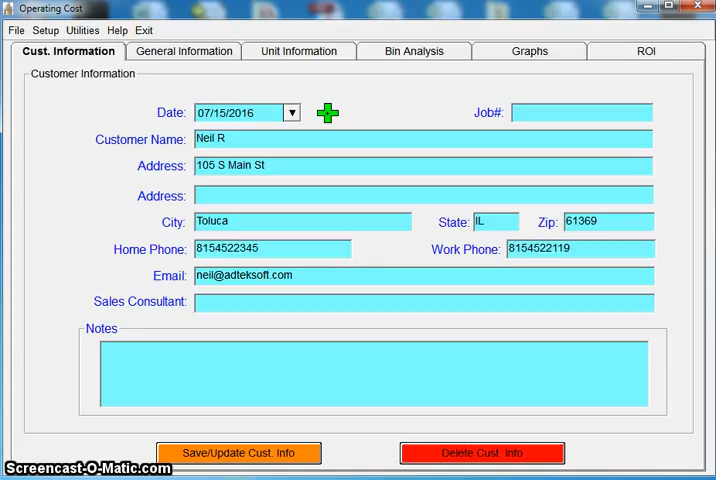 Operating Cost
File Setup Utilities Help Exit
Cust. Information General Information Unit Information Bin Analysis Graphs ROI
Customer Information
Date: 07/15/2016 Job#:
Customer Name: Neil R
Address: 105 S Main St
Address:
City: Toluca State: IL Zip: 61369
Home Phone: 8154522345 Work Phone: 8154522119
Email: neil@adteksoft.com
Sales Consultant:
Notes
Save/Update Cust. Info Delete Cust. Info
Screencast-O-Matic.com